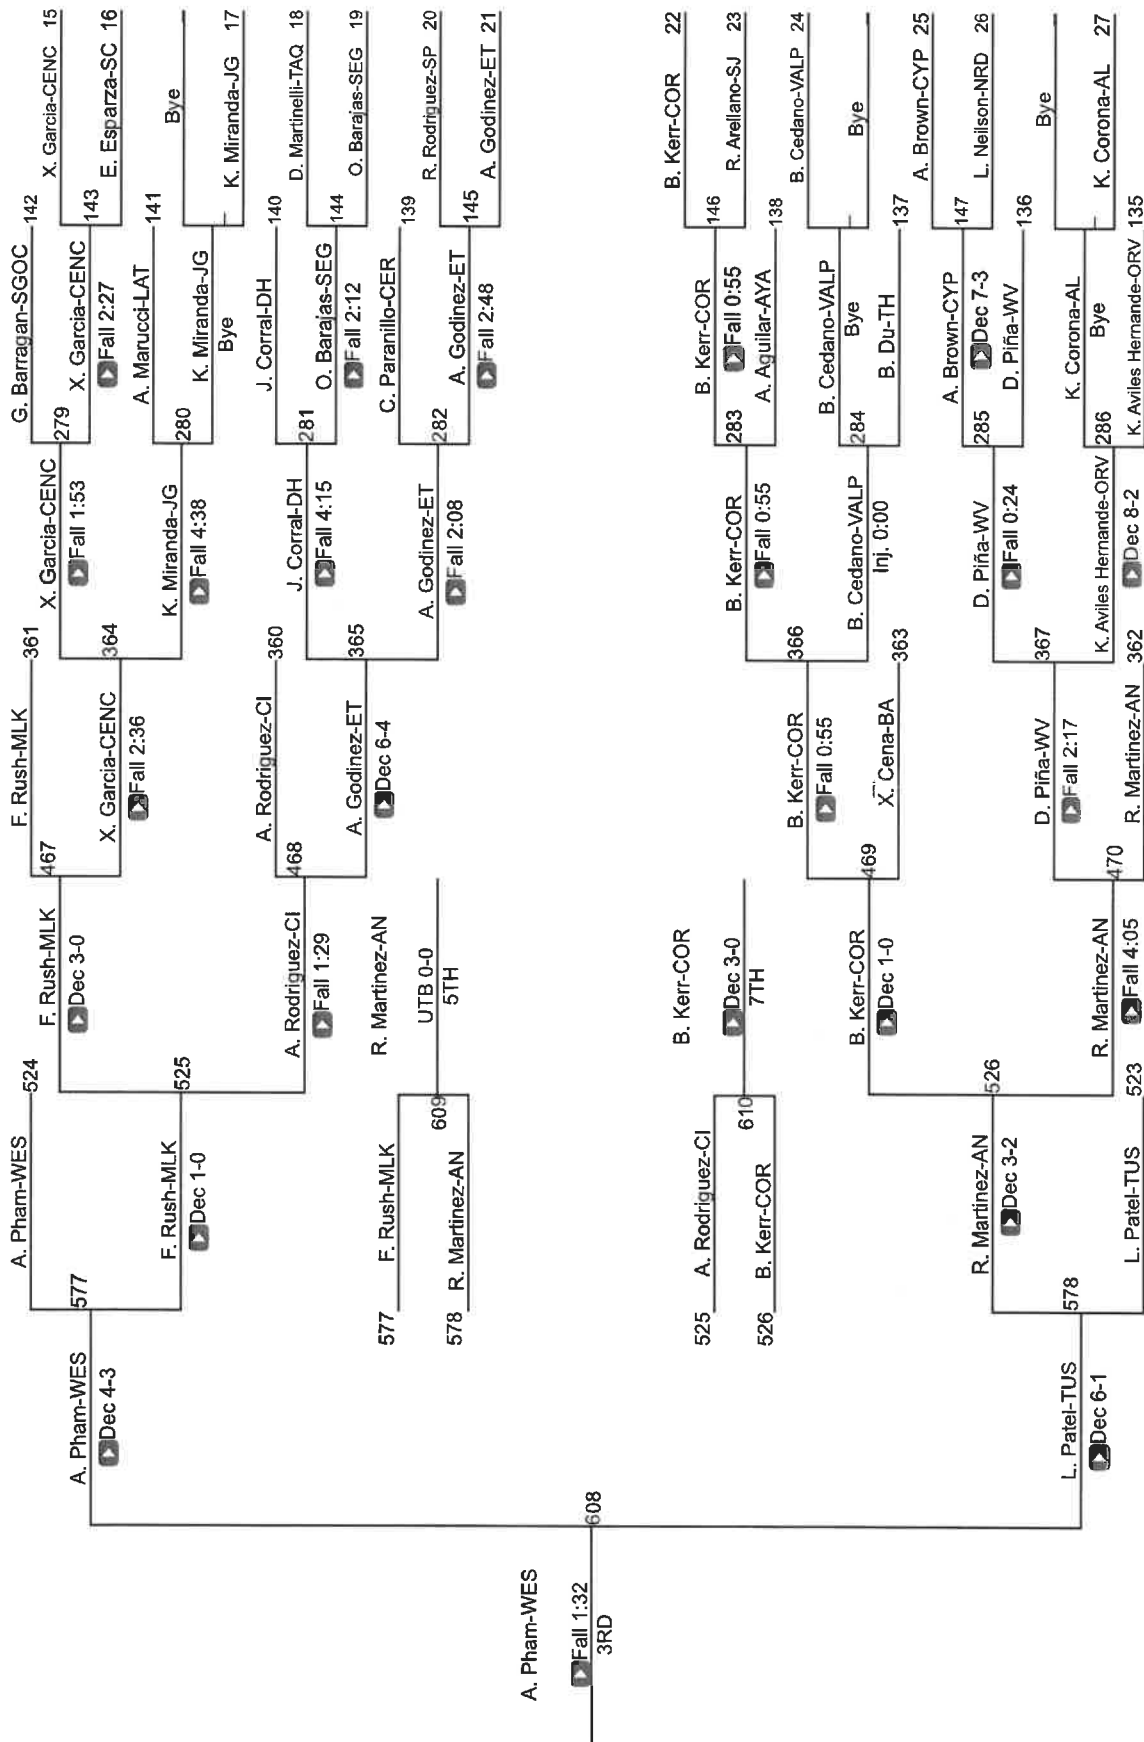 G. Barragan-SGOC 142
X. Garcia-CENC 15
279
143
X. Garcia-CENC
Fall 2:27
E. Esparza-SC 16
X. Garcia-CENC
Fall 1:53
A. Marucci-LAT 141
Bye
280
K. Miranda-JG
Bye
K. Miranda-JG 17
K. Miranda-JG
Fall 4:38
F. Rush-MLK 361
364
X. Garcia-CENC
Fall 2:36
467
J. Corral-DH 140
D. Martinelli-TAQ 18
281
144
O. Barajas-SEG
Fall 2:12
O. Barajas-SEG 19
J. Corral-DH
Fall 4:15
C. Paranillo-CER 139
R. Rodriguez-SP 20
282
145
A. Godinez-ET
Fall 2:48
A. Godinez-ET 21
A. Godinez-ET
Fall 2:08
A. Rodriguez-CI 360
365
A. Godinez-ET
Dec 6-4
468
F. Rush-MLK
Dec 3-0
A. Rodriguez-CI
Fall 1:29
A. Pham-WES 524
525
F. Rush-MLK
Dec 1-0
577
A. Pham-WES
Dec 4-3
577 F. Rush-MLK
609
578 R. Martinez-AN
R. Martinez-AN
UTB 0-0
5TH
608
A. Pham-WES
Fall 1:32
3RD
525 A. Rodriguez-CI
610
526 B. Kerr-COR
B. Kerr-COR
Dec 3-0
7TH
B. Kerr-COR 22
146
B. Kerr-COR
Fall 0:55
R. Arellano-SJ 23
283
A. Aguilar-AYA 138
B. Kerr-COR
Fall 0:55
B. Cedano-VALP 24
B. Cedano-VALP
Bye
Bye
284
B. Du-TH 137
B. Cedano-VALP
Inj. 0:00
366
B. Kerr-COR
Fall 0:55
469
X. Cena-BA 363
B. Kerr-COR
Dec 1-0
A. Brown-CYP 25
147
A. Brown-CYP
Dec 7-3
L. Neilson-NRD 26
285
D. Piña-WV 136
D. Piña-WV
Fall 0:24
Bye
K. Corona-AL
Bye
K. Corona-AL 27
286
K. Aviles Hernande-ORV 135
K. Aviles Hernande-ORV
Dec 8-2
367
D. Piña-WV
Fall 2:17
470
R. Martinez-AN 362
R. Martinez-AN
Fall 4:05
526
R. Martinez-AN
Dec 3-2
578
L. Patel-TUS 523
L. Patel-TUS
Dec 6-1